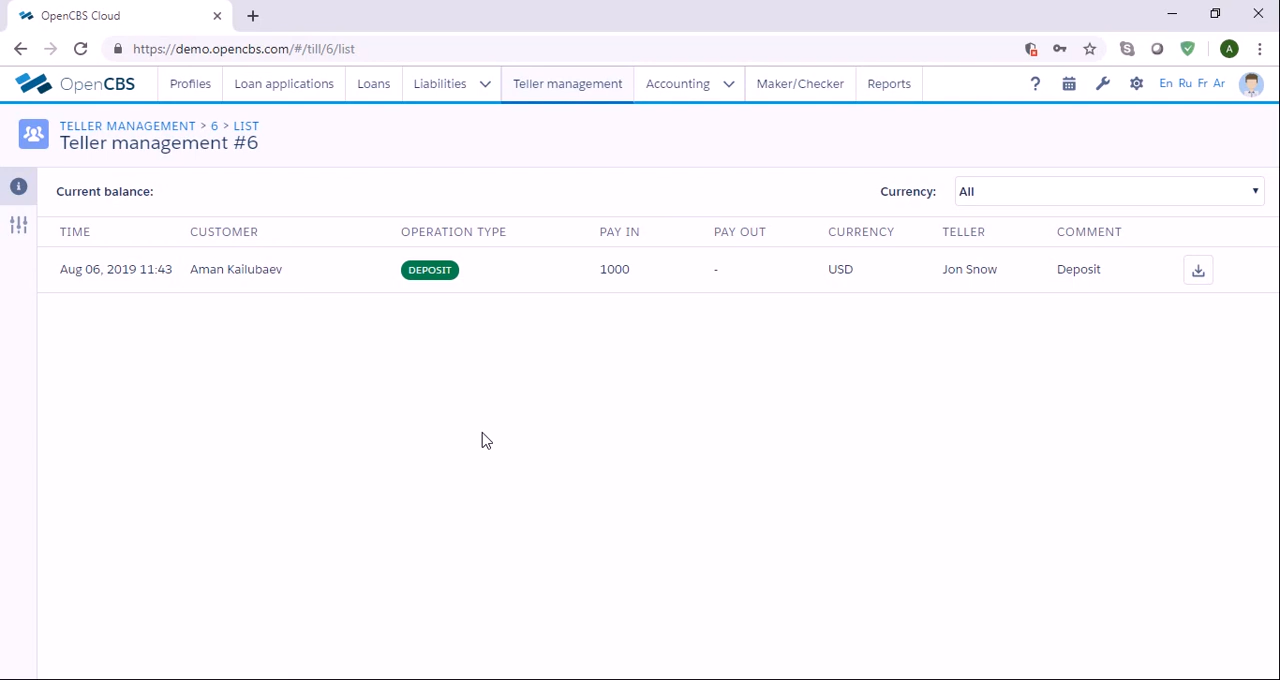 OpenCBS Cloud
https://demo.opencbs.com/#/till/6/list
A
OpenCBS
Profiles
Loan applications
Loans
Liabilities
Teller management
Accounting
Maker/Checker
Reports
?
En Ru Fr Ar
TELLER MANAGEMENT > 6 > LIST
Teller management #6
Current balance:
Currency:
All
TIME CUSTOMER OPERATION TYPE PAY IN PAY OUT CURRENCY TELLER COMMENT
Aug 06, 2019 11:43 Aman Kailubaev DEPOSIT 1000 - USD Jon Snow Deposit